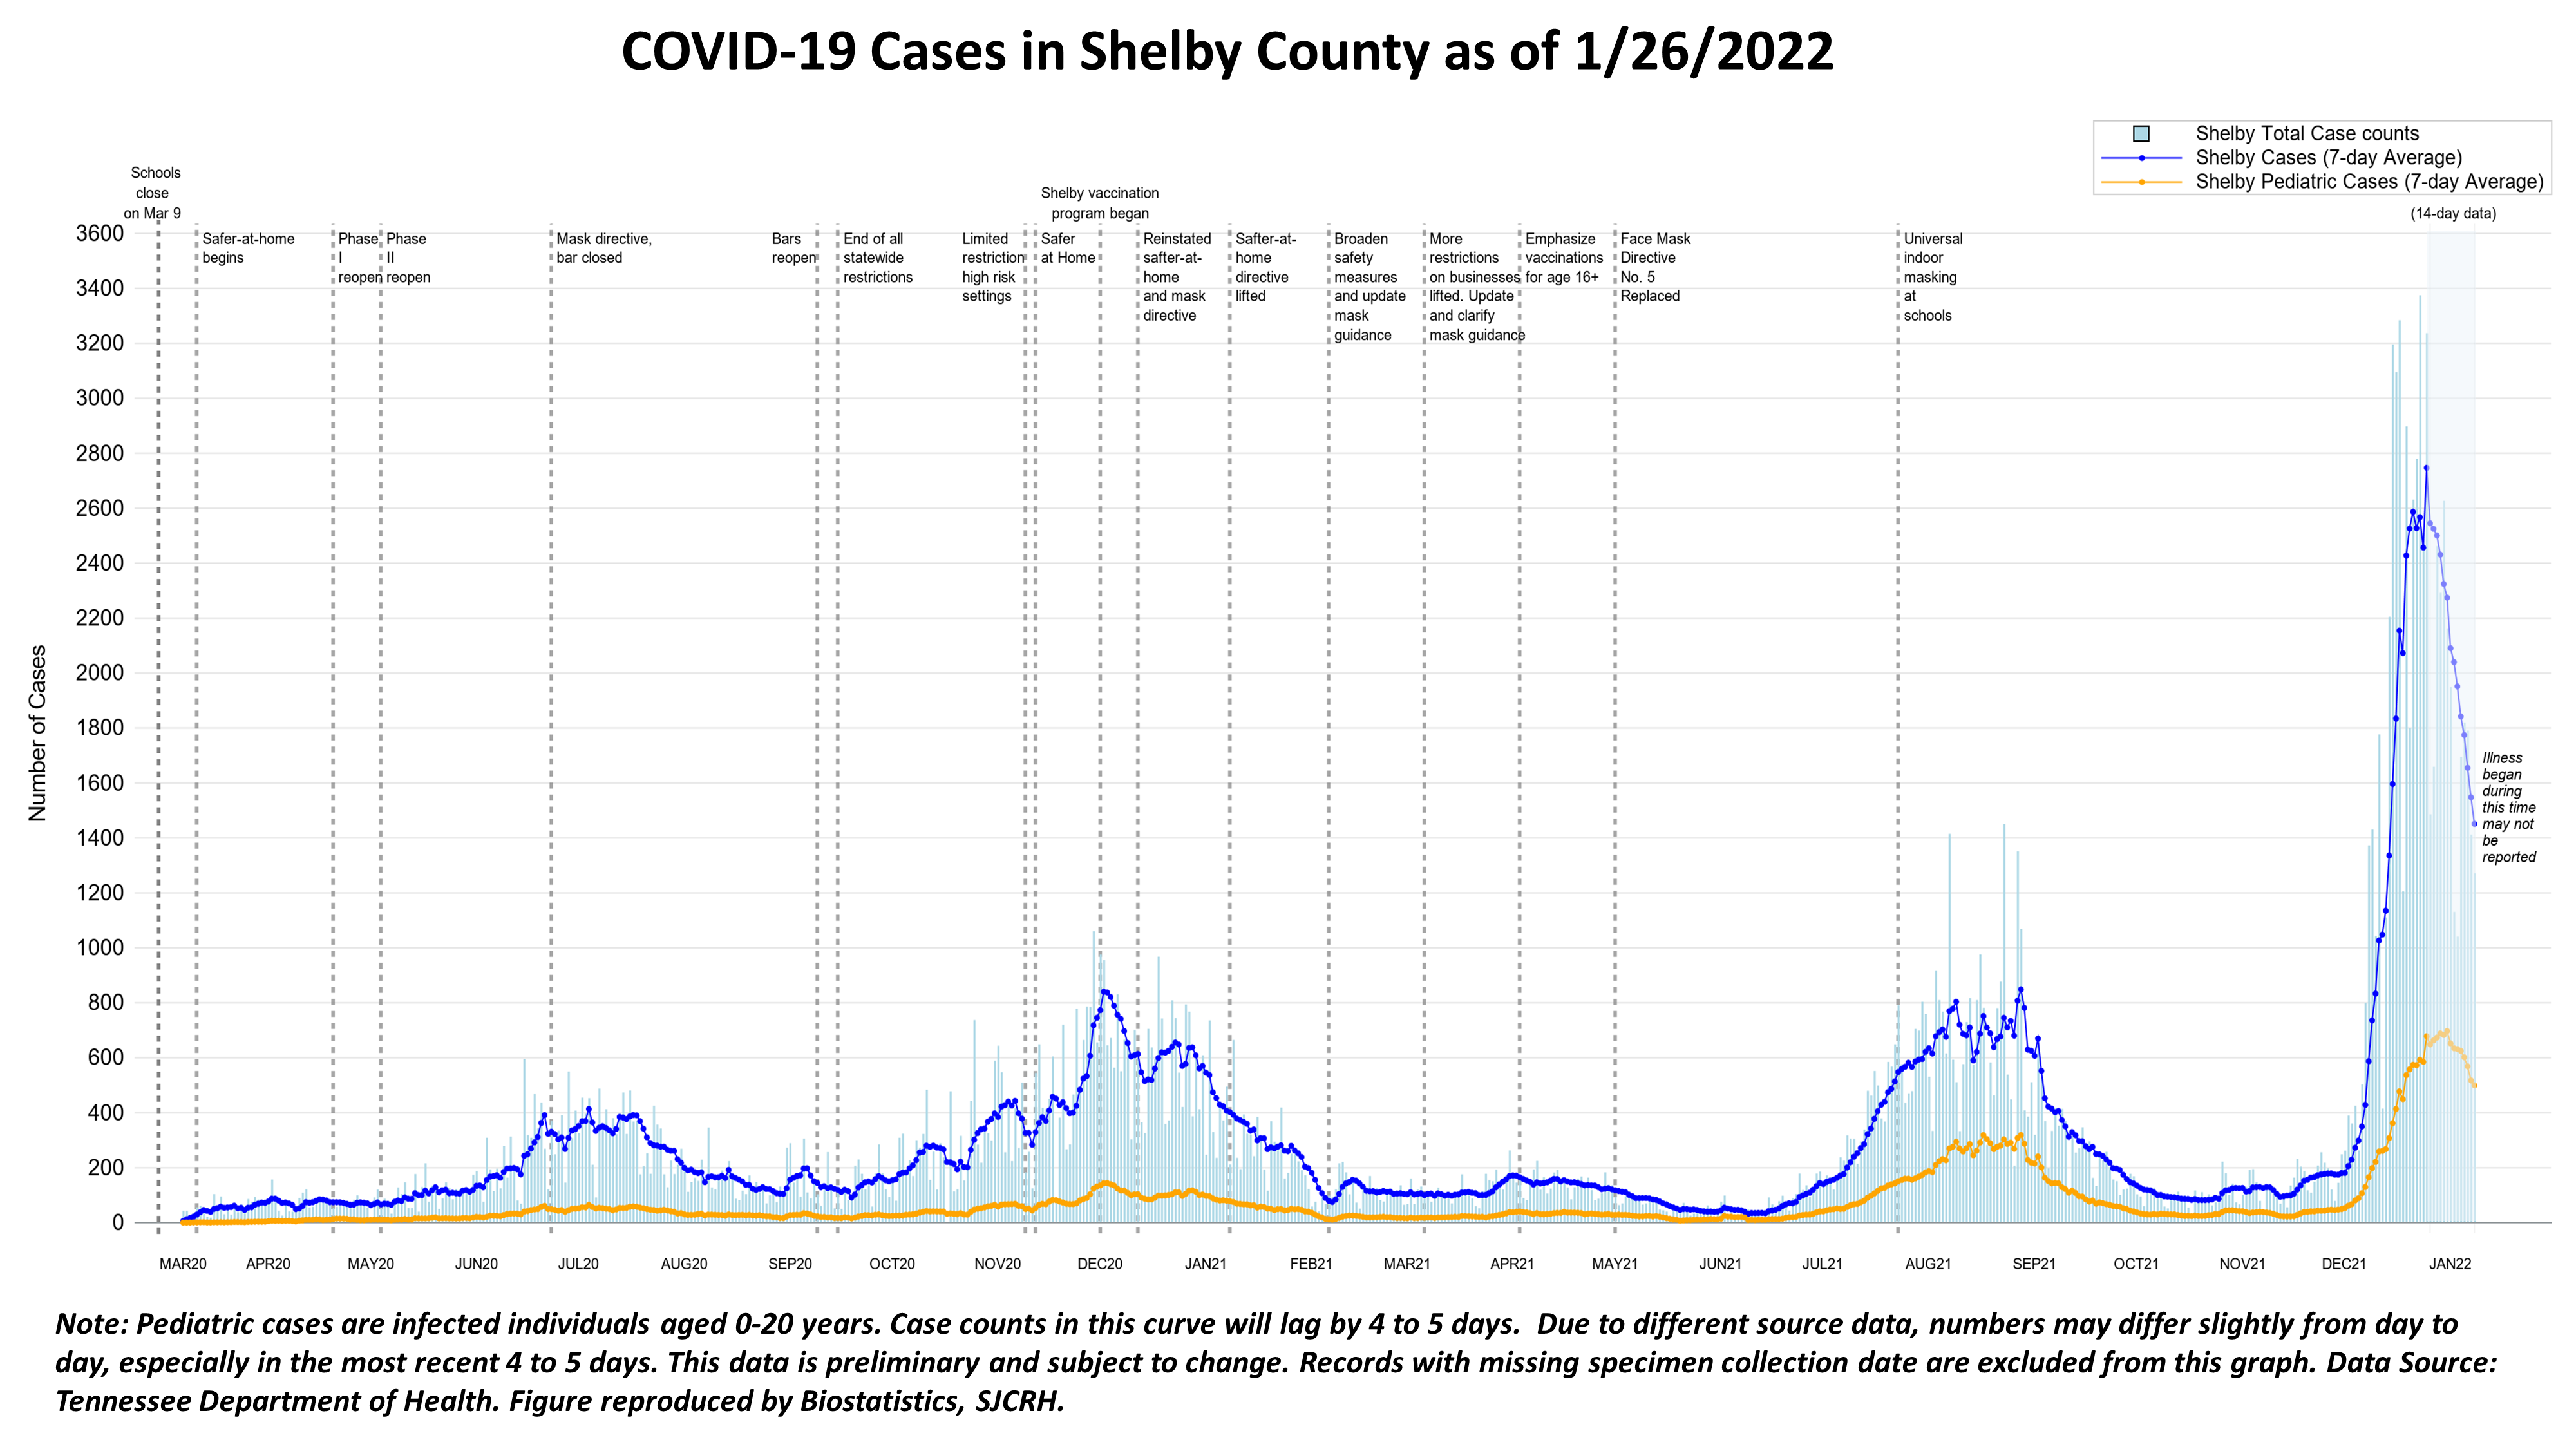 COVID-19 Cases in Shelby County as of 1/26/2022
Shelby Total Case counts
Shelby Cases (7-day Average)
Shelby Pediatric Cases (7-day Average)
Schools
close
on Mar 9
Shelby vaccination
program began
(14-day data)
Safer-at-home
begins
Phase
I
reopen
Phase
II
reopen
Mask directive,
bar closed
Bars
reopen
End of all
statewide
restrictions
Limited
restriction
high risk
settings
Safer
at Home
Reinstated
safter-at-
home
and mask
directive
Safter-at-
home
directive
lifted
Broaden
safety
measures
and update
mask
guidance
More
restrictions
on businesses
lifted. Update
and clarify
mask guidance
Emphasize
vaccinations
for age 16+
Face Mask
Directive
No. 5
Replaced
Universal
indoor
masking
at
schools
Number of Cases
3600
3400
3200
3000
2800
2600
2400
2200
2000
1800
1600
1400
1200
1000
800
600
400
200
0
Illness
began
during
this time
may not
be
reported
MAR20 APR20 MAY20 JUN20 JUL20 AUG20 SEP20 OCT20 NOV20 DEC20 JAN21 FEB21 MAR21 APR21 MAY21 JUN21 JUL21 AUG21 SEP21 OCT21 NOV21 DEC21 JAN22
Note: Pediatric cases are infected individuals aged 0-20 years. Case counts in this curve will lag by 4 to 5 days. Due to different source data, numbers may differ slightly from day to
day, especially in the most recent 4 to 5 days. This data is preliminary and subject to change. Records with missing specimen collection date are excluded from this graph. Data Source:
Tennessee Department of Health. Figure reproduced by Biostatistics, SJCRH.